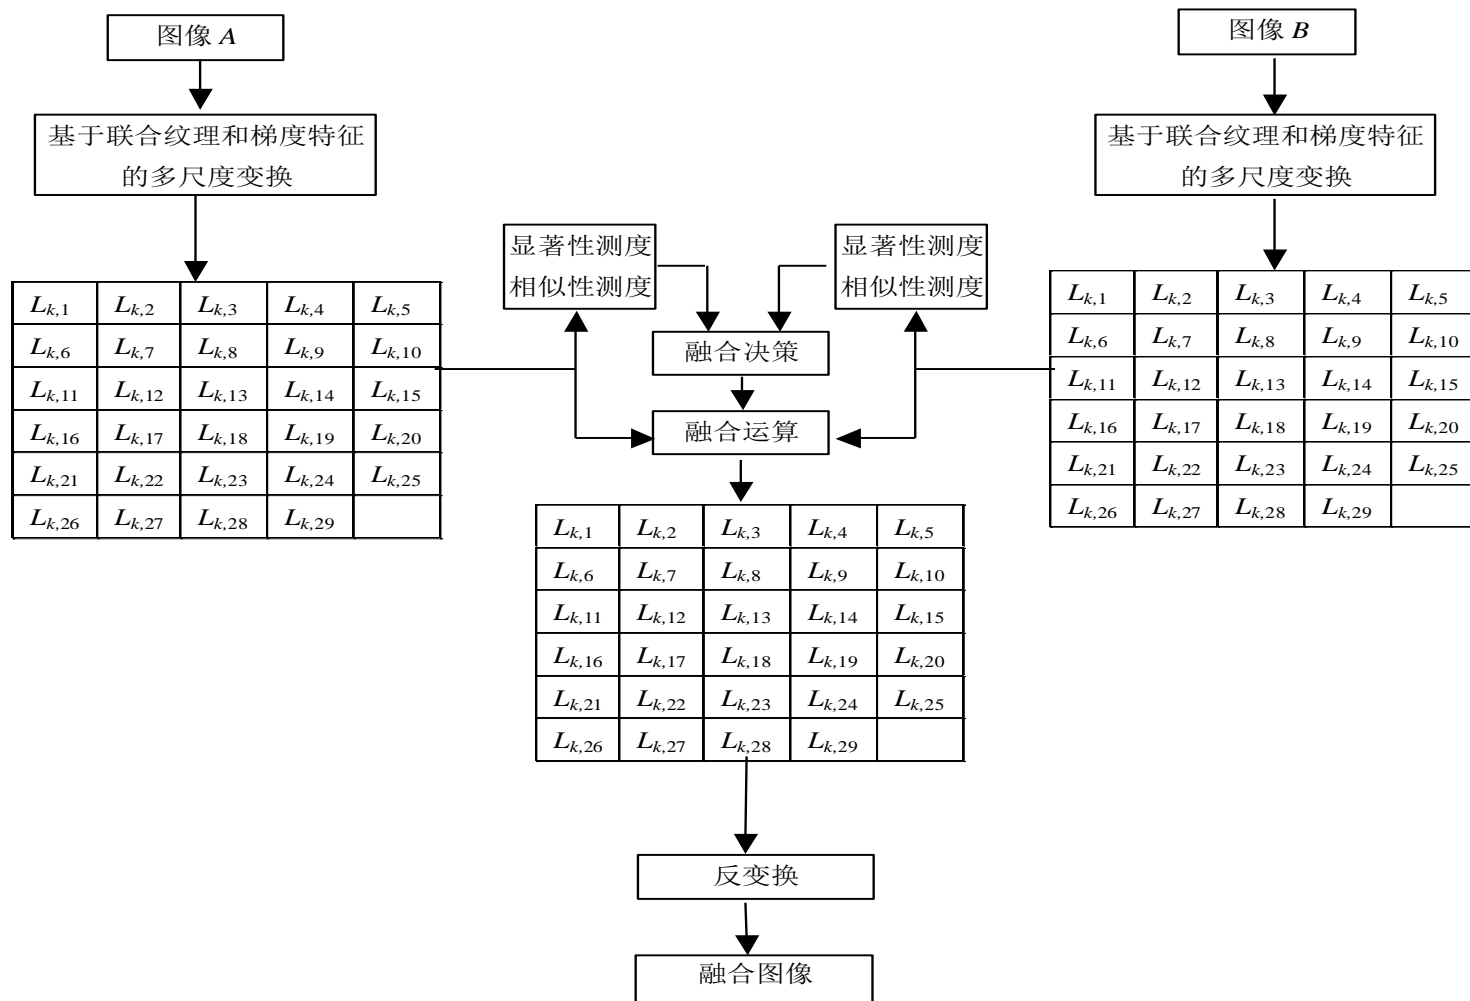 图像 A
图像 B
基于联合纹理和梯度特征
的多尺度变换
基于联合纹理和梯度特征
的多尺度变换
显著性测度
相似性测度
显著性测度
相似性测度
L_{k,1} L_{k,2} L_{k,3} L_{k,4} L_{k,5}
L_{k,6} L_{k,7} L_{k,8} L_{k,9} L_{k,10}
L_{k,11} L_{k,12} L_{k,13} L_{k,14} L_{k,15}
L_{k,16} L_{k,17} L_{k,18} L_{k,19} L_{k,20}
L_{k,21} L_{k,22} L_{k,23} L_{k,24} L_{k,25}
L_{k,26} L_{k,27} L_{k,28} L_{k,29}
L_{k,1} L_{k,2} L_{k,3} L_{k,4} L_{k,5}
L_{k,6} L_{k,7} L_{k,8} L_{k,9} L_{k,10}
L_{k,11} L_{k,12} L_{k,13} L_{k,14} L_{k,15}
L_{k,16} L_{k,17} L_{k,18} L_{k,19} L_{k,20}
L_{k,21} L_{k,22} L_{k,23} L_{k,24} L_{k,25}
L_{k,26} L_{k,27} L_{k,28} L_{k,29}
融合决策
融合运算
L_{k,1} L_{k,2} L_{k,3} L_{k,4} L_{k,5}
L_{k,6} L_{k,7} L_{k,8} L_{k,9} L_{k,10}
L_{k,11} L_{k,12} L_{k,13} L_{k,14} L_{k,15}
L_{k,16} L_{k,17} L_{k,18} L_{k,19} L_{k,20}
L_{k,21} L_{k,22} L_{k,23} L_{k,24} L_{k,25}
L_{k,26} L_{k,27} L_{k,28} L_{k,29}
反变换
融合图像